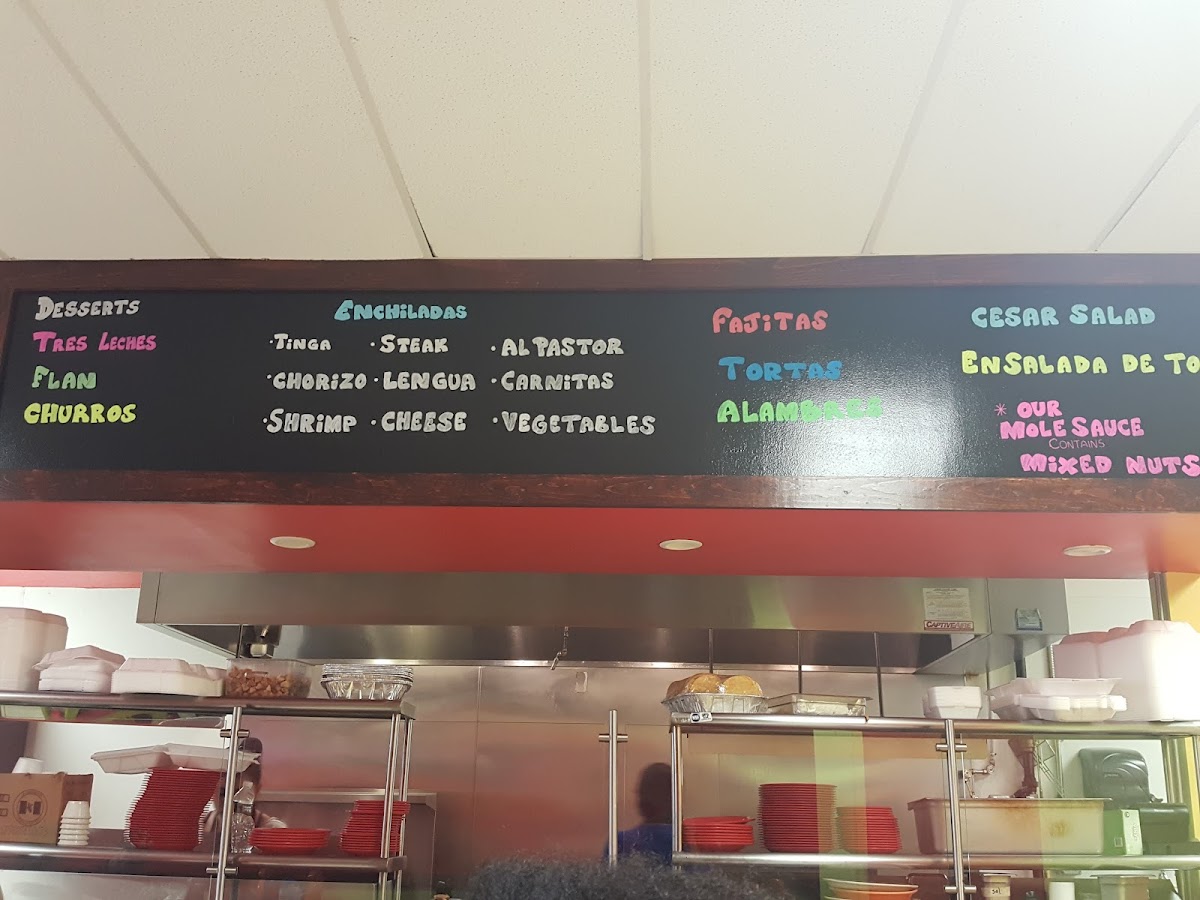 DESSERTS
TRES LECHES
FLAN
CHURROS
ENCHiLADAS
·TiNGA ·STEAK ·AL PASTOR
·CHORIZO ·LENGUA ·CARNiTAS
·SHRiMP ·CHEESE ·VEGETABLES
FAJiTAS
TORTAS
ALAMBRES
CESAR SALAD
ENSALADA DE TO
* OUR
MOLE SAUCE
CONTAINS
MiXED NUTS
CAPTIVEAIRE